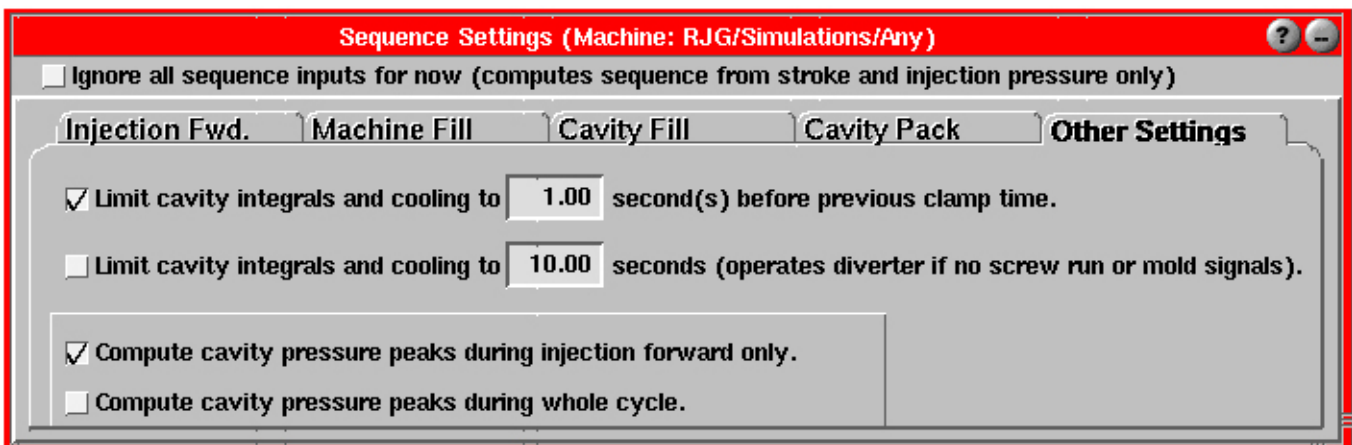 Sequence Settings (Machine: RJG/Simulations/Any)
?
--
Ignore all sequence inputs for now (computes sequence from stroke and injection pressure only)
Injection Fwd. Machine Fill Cavity Fill Cavity Pack Other Settings
Limit cavity integrals and cooling to 1.00 second(s) before previous clamp time.
Limit cavity integrals and cooling to 10.00 seconds (operates diverter if no screw run or mold signals).
Compute cavity pressure peaks during injection forward only.
Compute cavity pressure peaks during whole cycle.